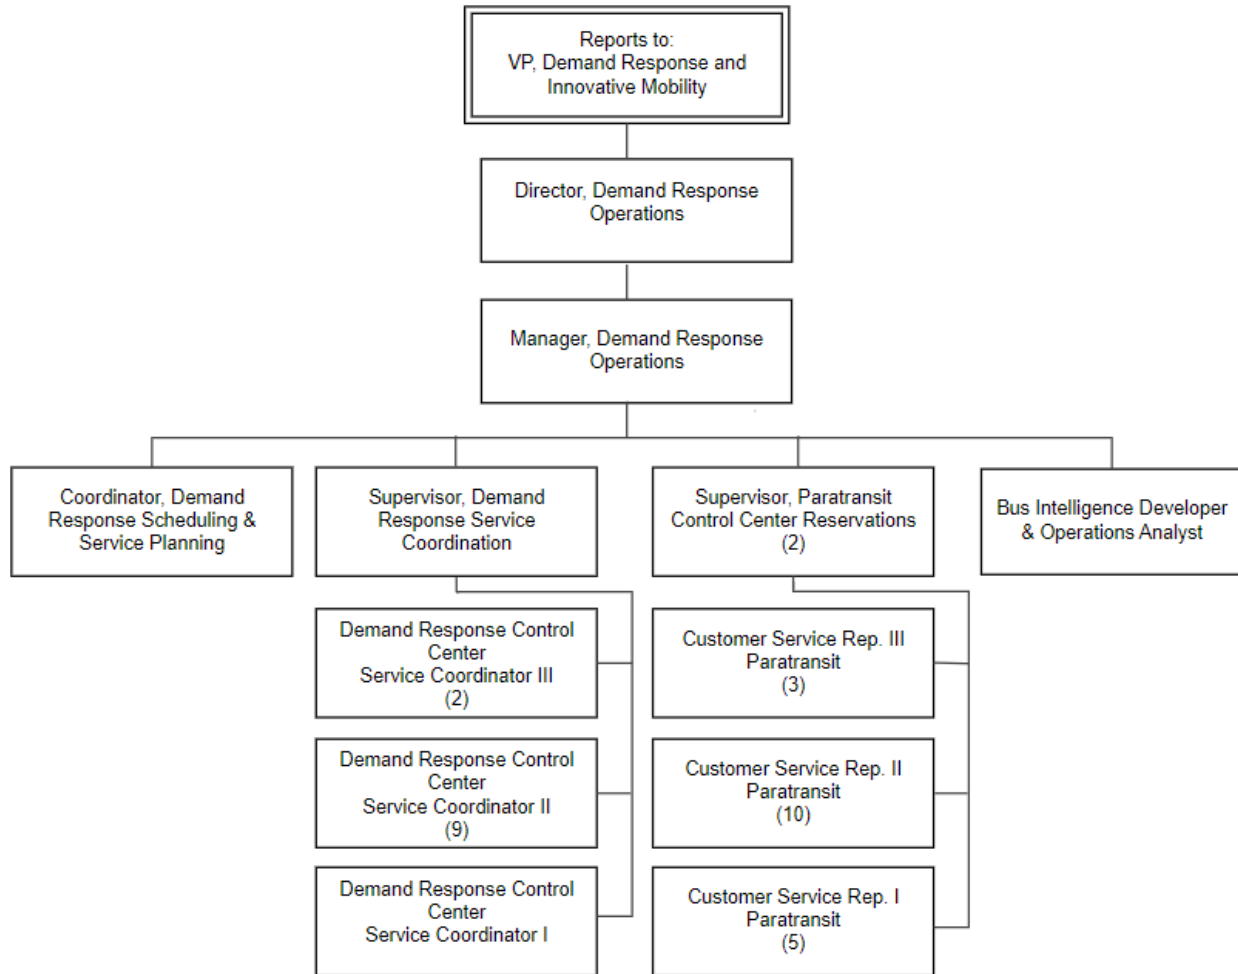 Reports to:
VP, Demand Response and
Innovative Mobility
Director, Demand Response
Operations
Manager, Demand Response
Operations
Coordinator, Demand
Response Scheduling &
Service Planning
Supervisor, Demand
Response Service
Coordination
Supervisor, Paratransit
Control Center Reservations
(2)
Bus Intelligence Developer
& Operations Analyst
Demand Response Control
Center
Service Coordinator III
(2)
Customer Service Rep. III
Paratransit
(3)
Demand Response Control
Center
Service Coordinator II
(9)
Customer Service Rep. II
Paratransit
(10)
Demand Response Control
Center
Service Coordinator I
Customer Service Rep. I
Paratransit
(5)